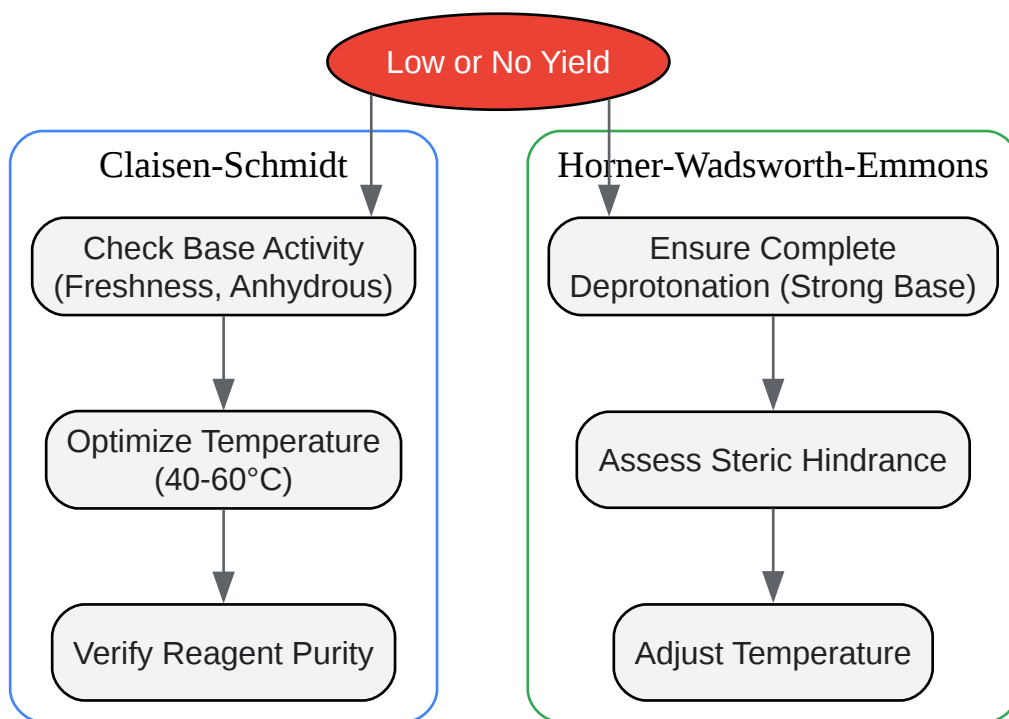 Low or No Yield
Claisen-Schmidt
Check Base Activity
(Freshness, Anhydrous)
Optimize Temperature
(40-60°C)
Verify Reagent Purity
Horner-Wadsworth-Emmons
Ensure Complete
Deprotonation (Strong Base)
Assess Steric Hindrance
Adjust Temperature